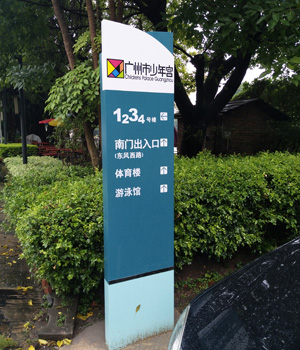 广州市少年宫
Children's Palace Guangzhou
1234号楼
南门出入口
(东风西路)
体育楼
游泳馆